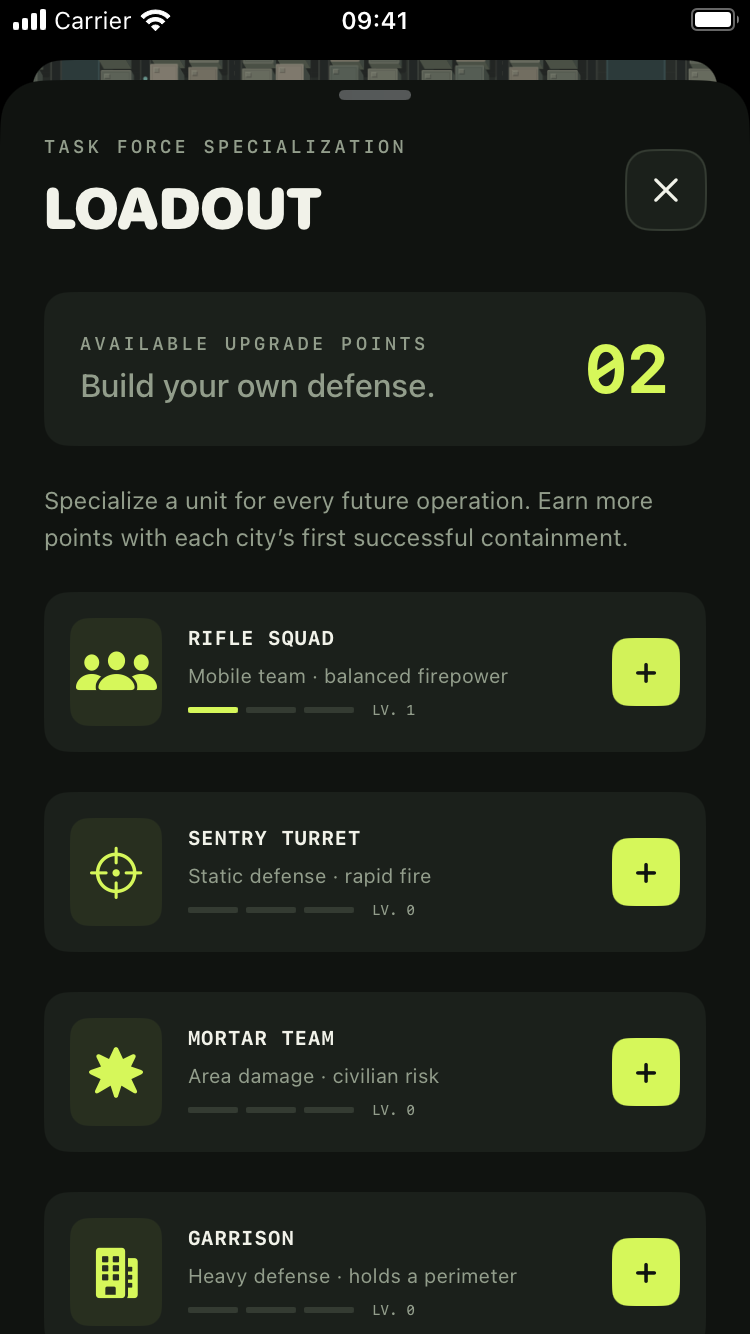 Carrier 09:41
TASK FORCE SPECIALIZATION
LOADOUT
AVAILABLE UPGRADE POINTS
Build your own defense.
02
Specialize a unit for every future operation. Earn more
points with each city’s first successful containment.
RIFLE SQUAD
Mobile team · balanced firepower
LV. 1
SENTRY TURRET
Static defense · rapid fire
LV. 0
MORTAR TEAM
Area damage · civilian risk
LV. 0
GARRISON
Heavy defense · holds a perimeter
LV. 0